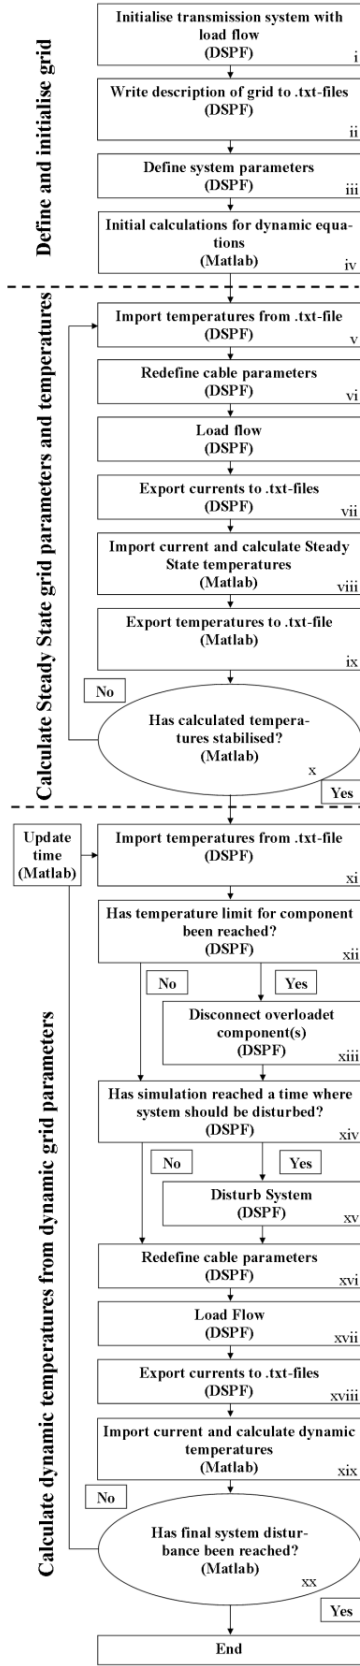 Define and initialise grid
Initialise transmission system with
load flow
(DSPF)
i
Write description of grid to .txt-files
(DSPF)
ii
Define system parameters
(DSPF)
iii
Initial calculations for dynamic equa-
tions
(Matlab)
iv
Calculate Steady State grid parameters and temperatures
Import temperatures from .txt-file
(DSPF)
v
Redefine cable parameters
(DSPF)
vi
Load flow
(DSPF)
Export currents to .txt-files
(DSPF)
vii
Import current and calculate Steady
State temperatures
(Matlab)
viii
Export temperatures to .txt-file
(Matlab)
ix
No
Has calculated tempera-
tures stabilised?
(Matlab)
x
Yes
Calculate dynamic temperatures from dynamic grid parameters
Update
time
(Matlab)
Import temperatures from .txt-file
(DSPF)
xi
Has temperature limit for component
been reached?
(DSPF)
xii
No
Yes
Disconnect overloadet
component(s)
(DSPF)
xiii
Has simulation reached a time where
system should be disturbed?
(DSPF)
xiv
No
Yes
Disturb System
(DSPF)
xv
Redefine cable parameters
(DSPF)
xvi
Load Flow
(DSPF)
xvii
Export currents to .txt-files
(DSPF)
xviii
Import current and calculate dynamic
temperatures
(Matlab)
xix
No
Has final system distur-
bance been reached?
(Matlab)
xx
Yes
End